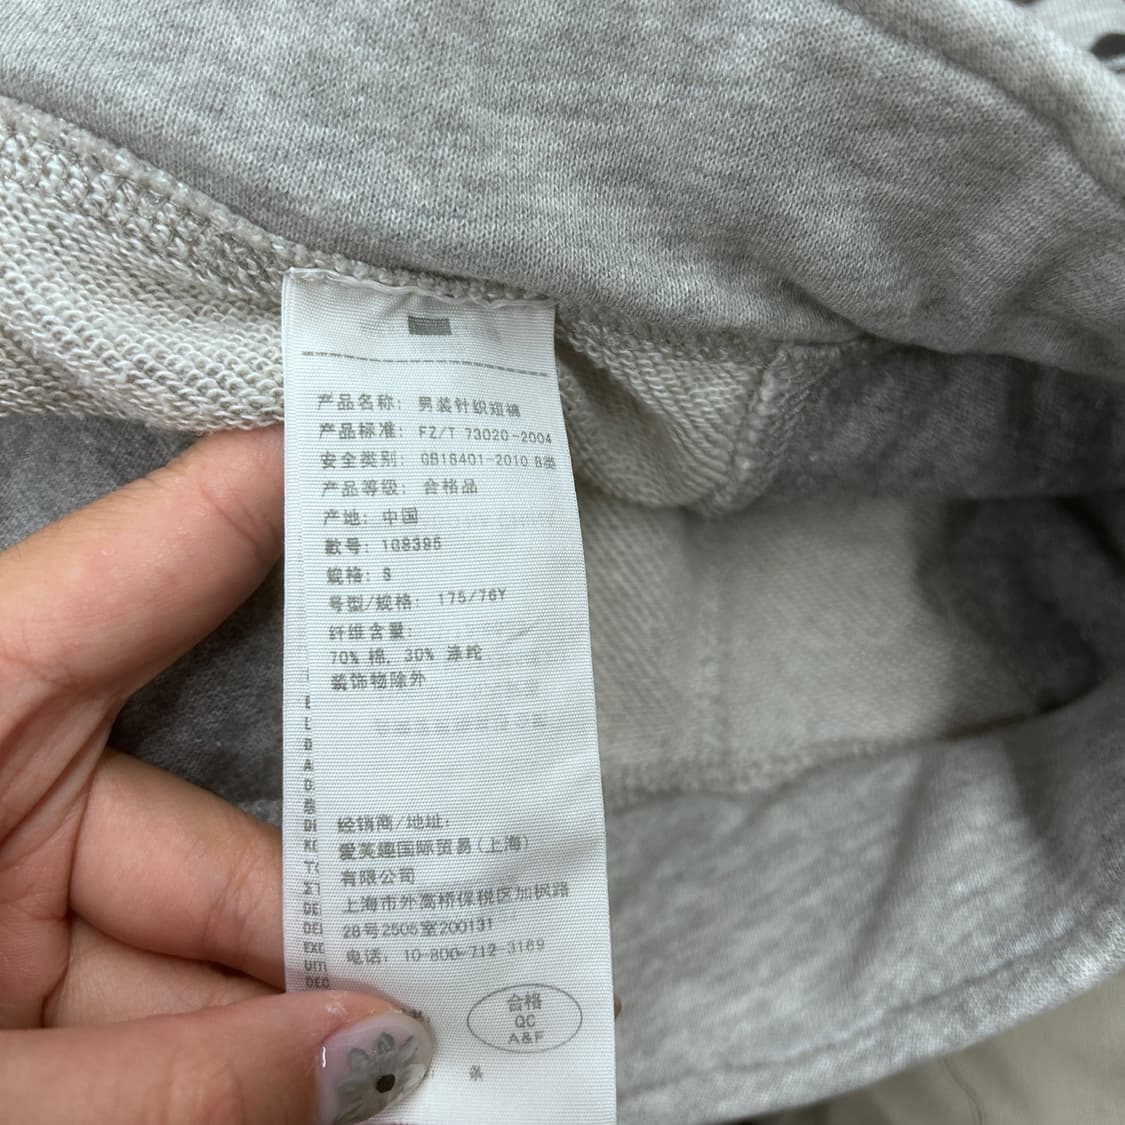 产品名称: 男装针织短裤
产品标准: FZ/T 73020-2004
安全类别: GB18401-2010 B类
产品等级: 合格品
产地: 中国
款号: 108395
规格: S
号型/规格: 175/76Y
纤维含量:
70% 棉, 30% 涤纶
装饰物除外
经销商/地址:
爱芙趣国际贸易(上海)
有限公司
上海市外高桥保税区加枫路
28号2505室200131
电话: 10-800-712-3169
合格
QC
A&F